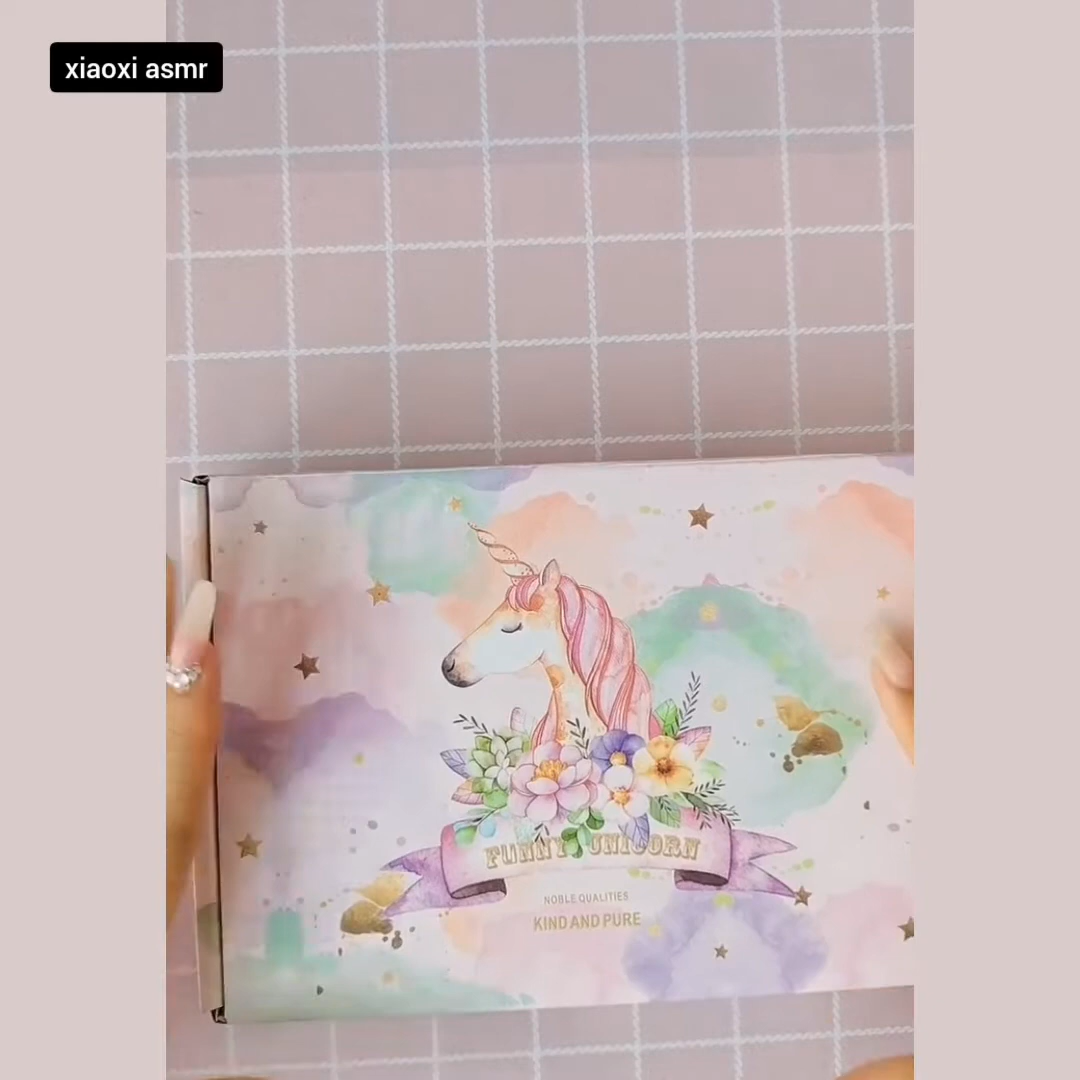 xiaoxi asmr
FUNNY UNICORN
NOBLE QUALITIES
KIND AND PURE